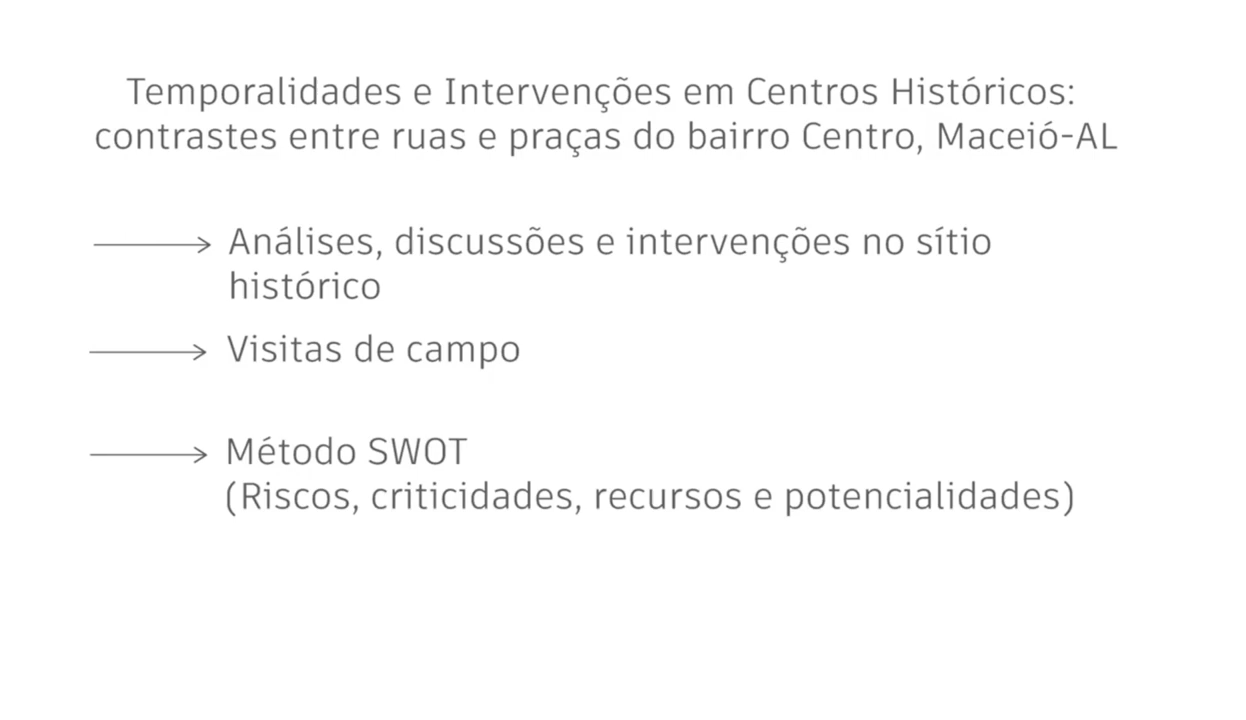 Temporalidades e Intervenções em Centros Históricos:
contrastes entre ruas e praças do bairro Centro, Maceió-AL
Análises, discussões e intervenções no sítio
histórico
Visitas de campo
Método SWOT
(Riscos, criticidades, recursos e potencialidades)